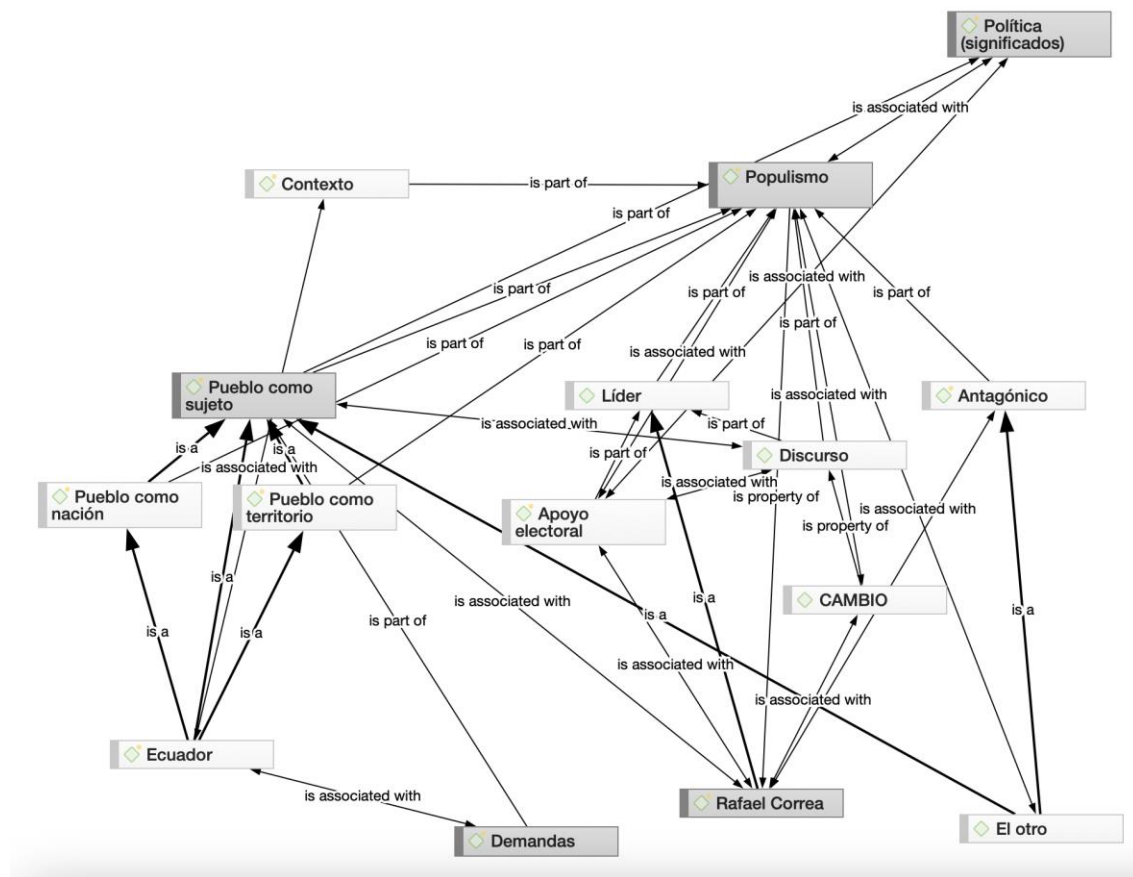 Política
(significados)
is associated with
Populismo
Contexto
is part of
is part of
is associated with
is part of
is part of
is part of
is part of
is part of
is part of
is associated with
Pueblo como
sujeto
Líder
is associated with
Antagónico
is associated with
is part of
is a
is a
is associated with
is part of
Discurso
is associated with
is property of
Pueblo como
nación
Pueblo como
territorio
Apoyo
electoral
is associated with
is property of
is a
is associated with
is a
CAMBIO
is a
is a
is a
is part of
is a
is associated with
is associated with
Ecuador
is associated with
Rafael Correa
El otro
Demandas